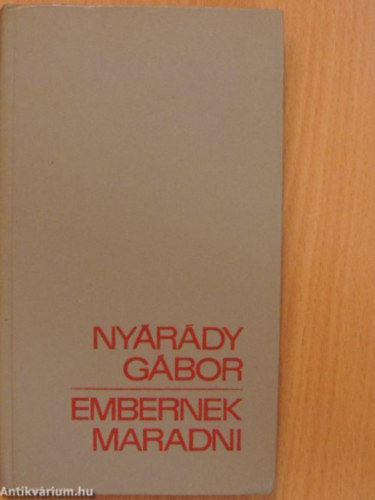 NYÁRÁDY
GÁBOR
EMBERNEK
MARADNI
Antikvárium.hu